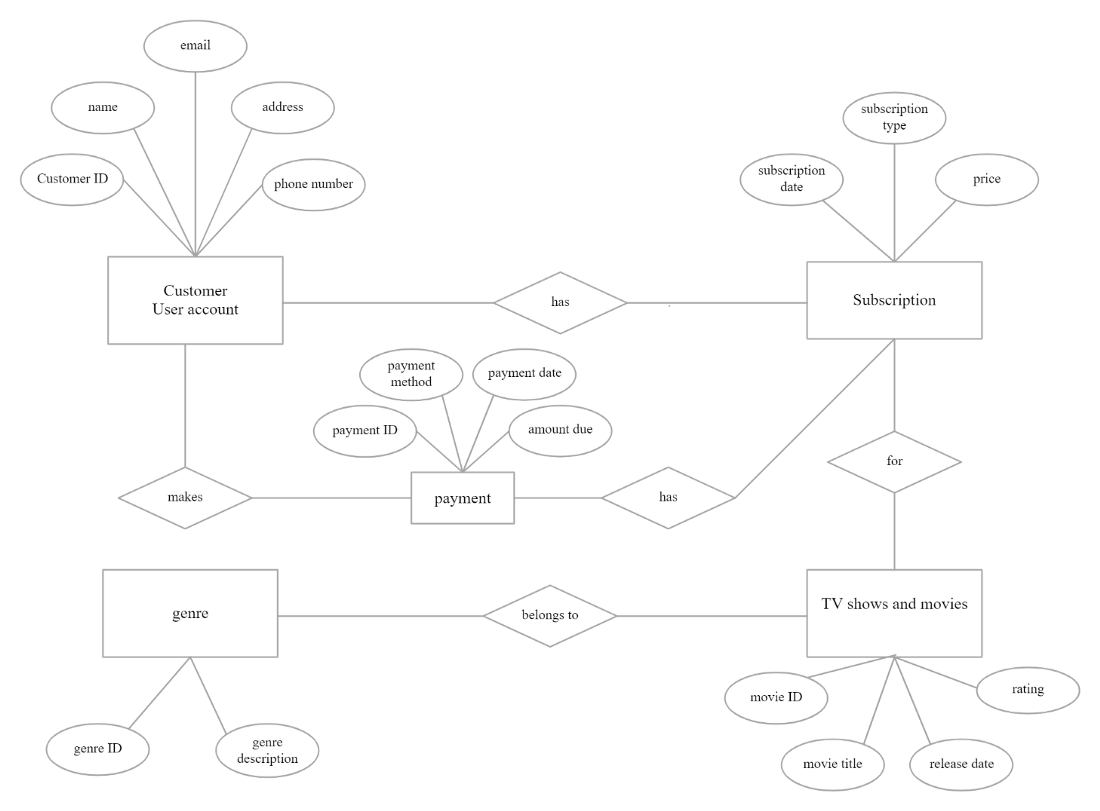 email
name
address
subscription
type
Customer ID
phone number
subscription
date
price
Customer
User account
has
Subscription
payment
method
payment date
payment ID
amount due
for
makes
payment
has
genre
belongs to
TV shows and movies
movie ID
rating
genre ID
genre
description
movie title
release date